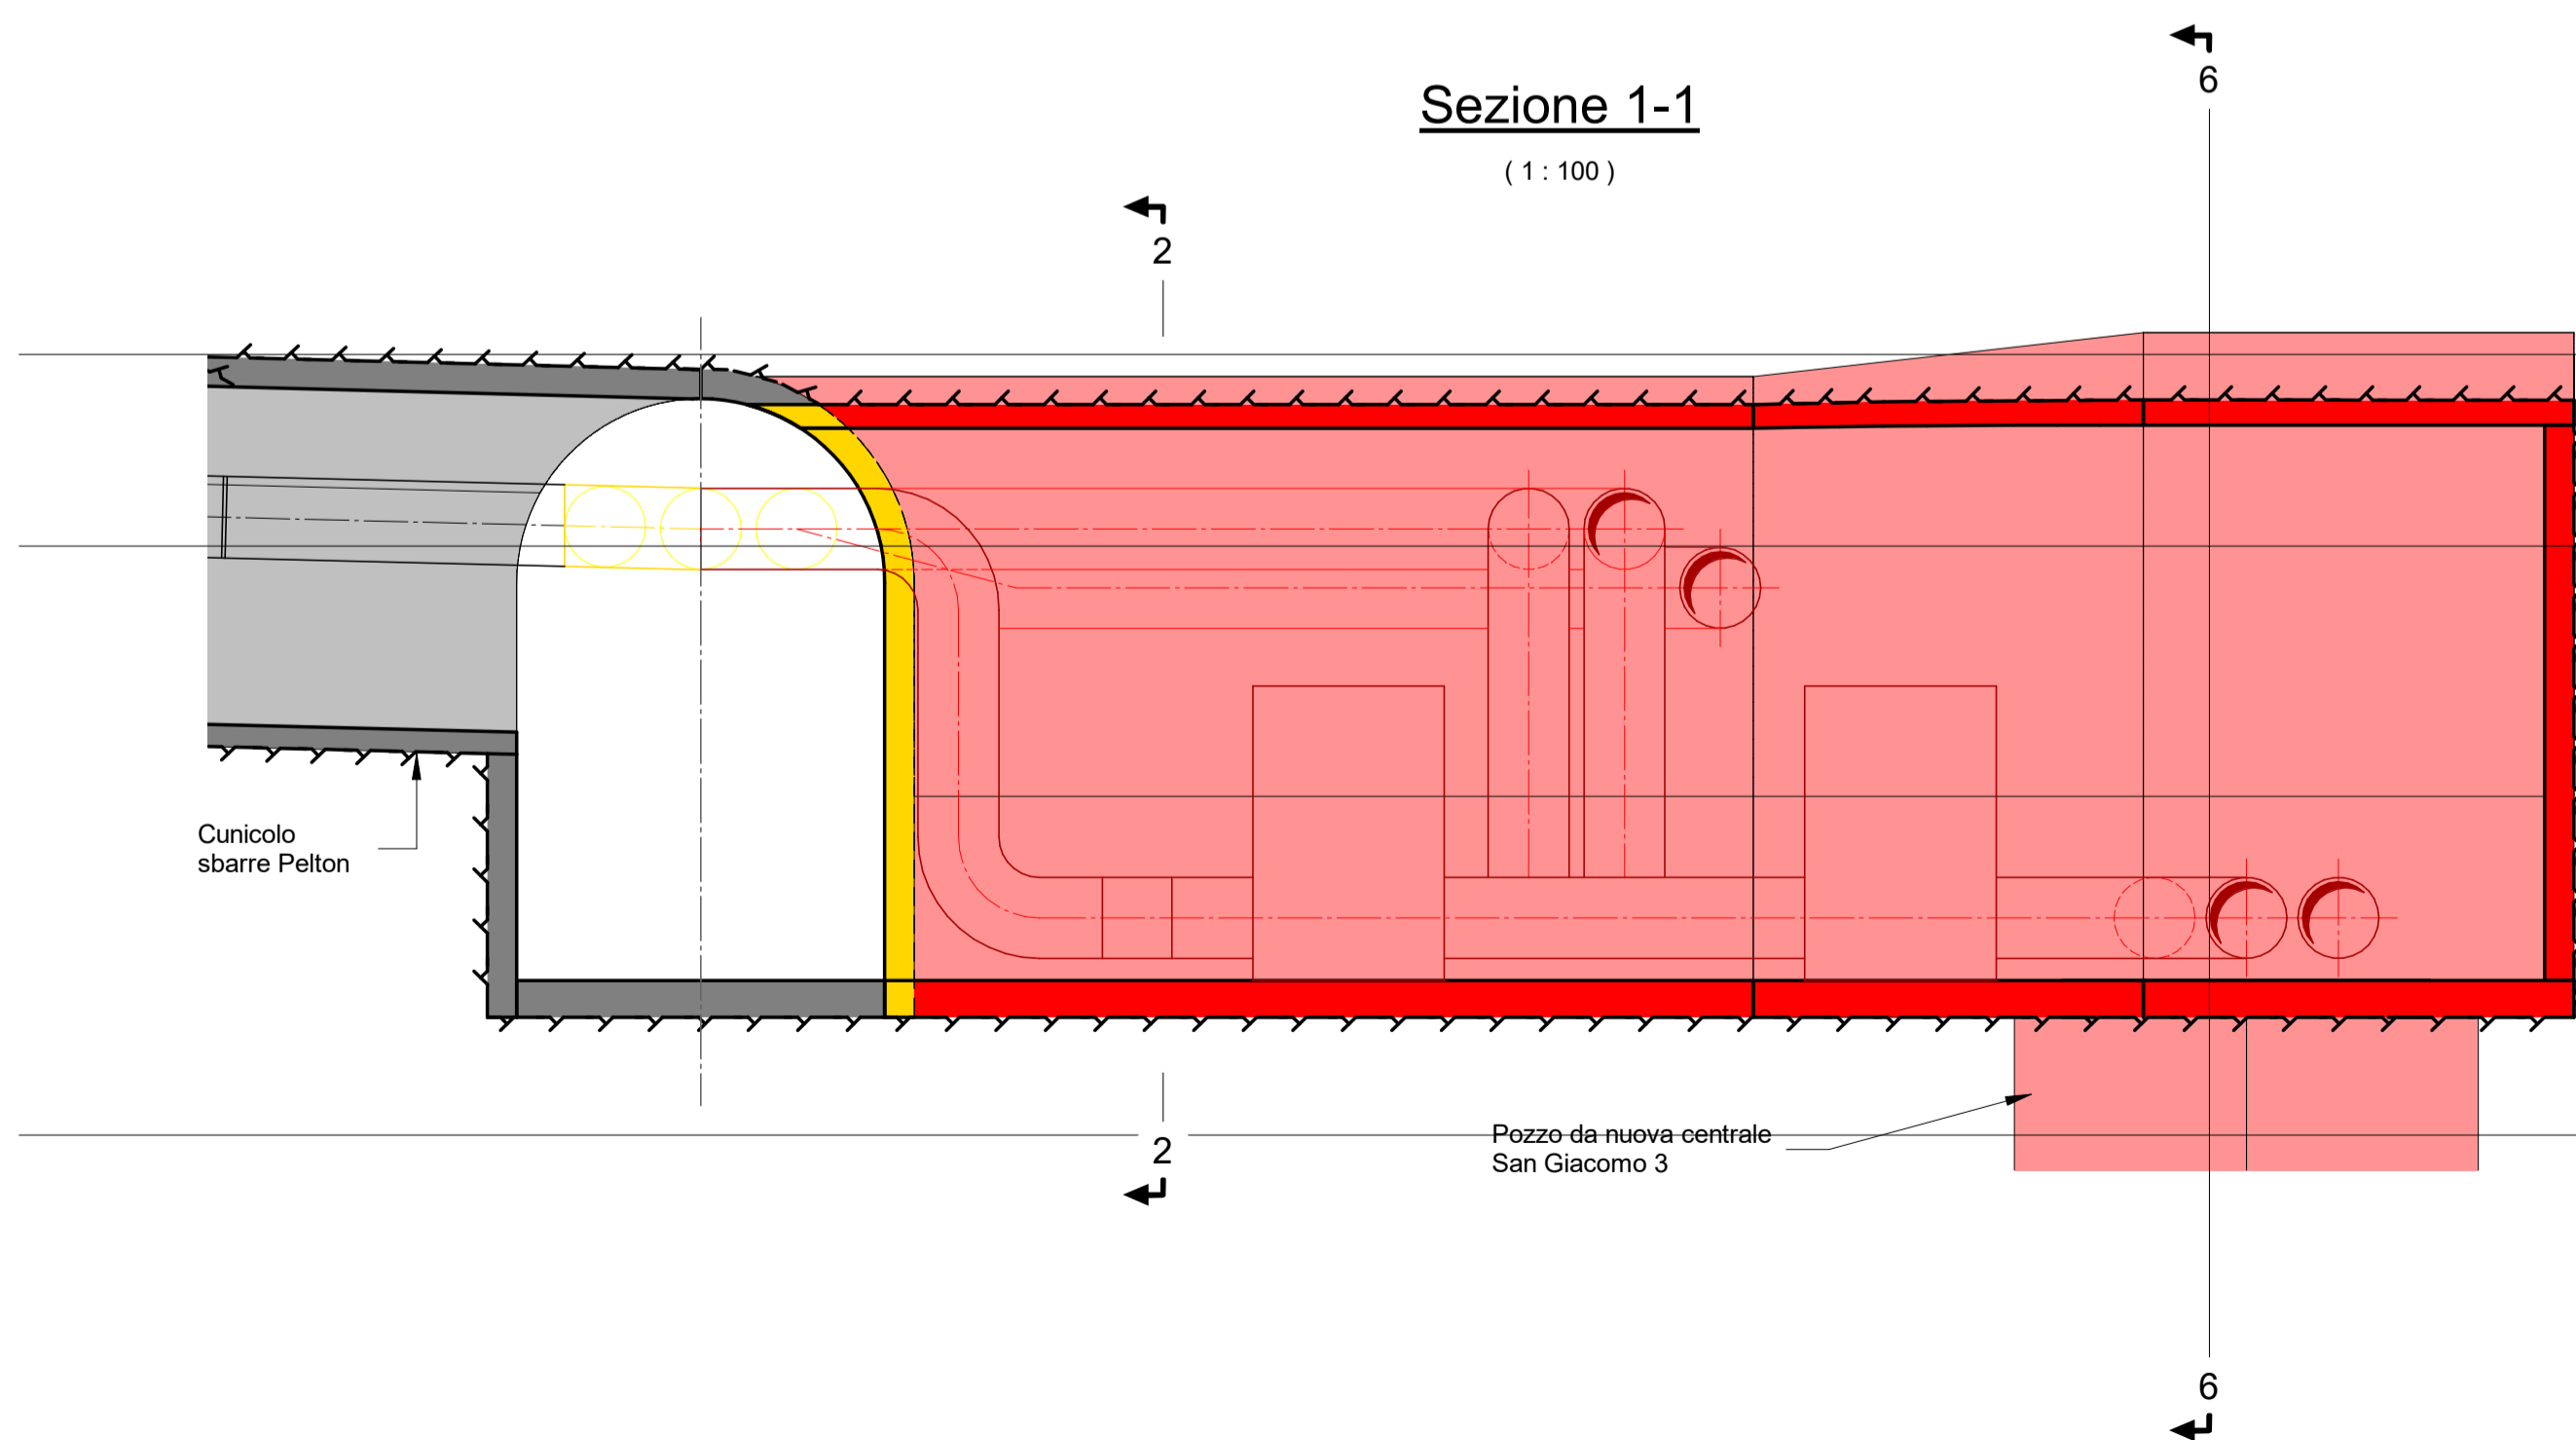 6
Sezione 1-1
( 1 : 100 )
2
Cunicolo
sbarre Pelton
Pozzo da nuova centrale
San Giacomo 3
2
6